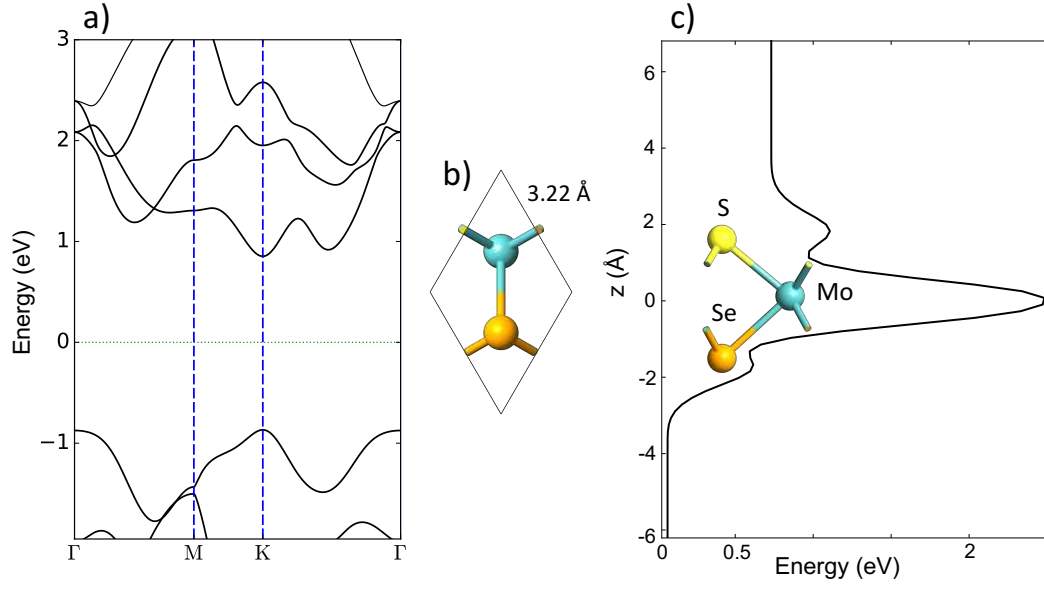 a)
3
2
1
0
−1
Energy (eV)
Γ
M
K
Γ
b)
3.22 Å
c)
6
4
2
0
-2
-4
-6
z (Å)
S
Se
Mo
0
0.5
2
Energy (eV)